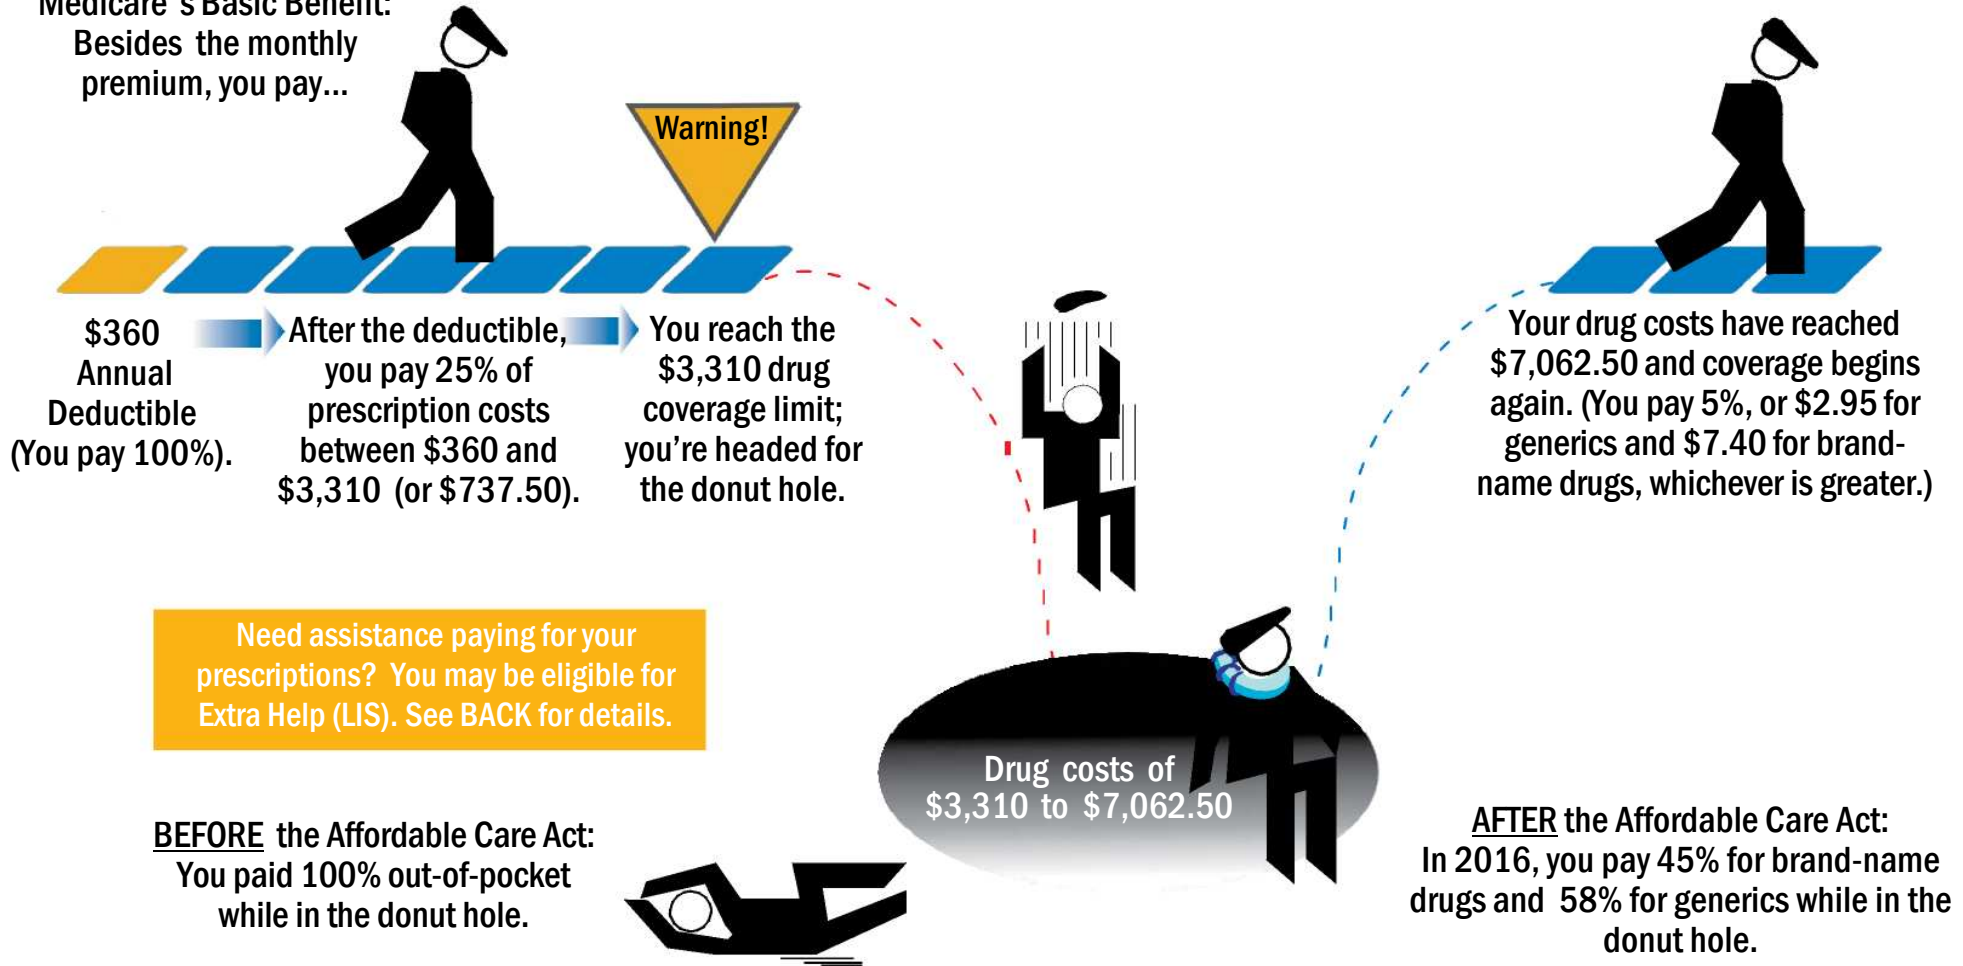 Medicare's Basic Benefit:
Besides the monthly
premium, you pay...
Warning!
$360
Annual
Deductible
(You pay 100%).
After the deductible,
you pay 25% of
prescription costs
between $360 and
$3,310 (or $737.50).
You reach the
$3,310 drug
coverage limit;
you're headed for
the donut hole.
Your drug costs have reached
$7,062.50 and coverage begins
again. (You pay 5%, or $2.95 for
generics and $7.40 for brand-
name drugs, whichever is greater.)
Need assistance paying for your
prescriptions? You may be eligible for
Extra Help (LIS). See BACK for details.
Drug costs of
$3,310 to $7,062.50
BEFORE the Affordable Care Act:
You paid 100% out-of-pocket
while in the donut hole.
AFTER the Affordable Care Act:
In 2016, you pay 45% for brand-name
drugs and 58% for generics while in the
donut hole.